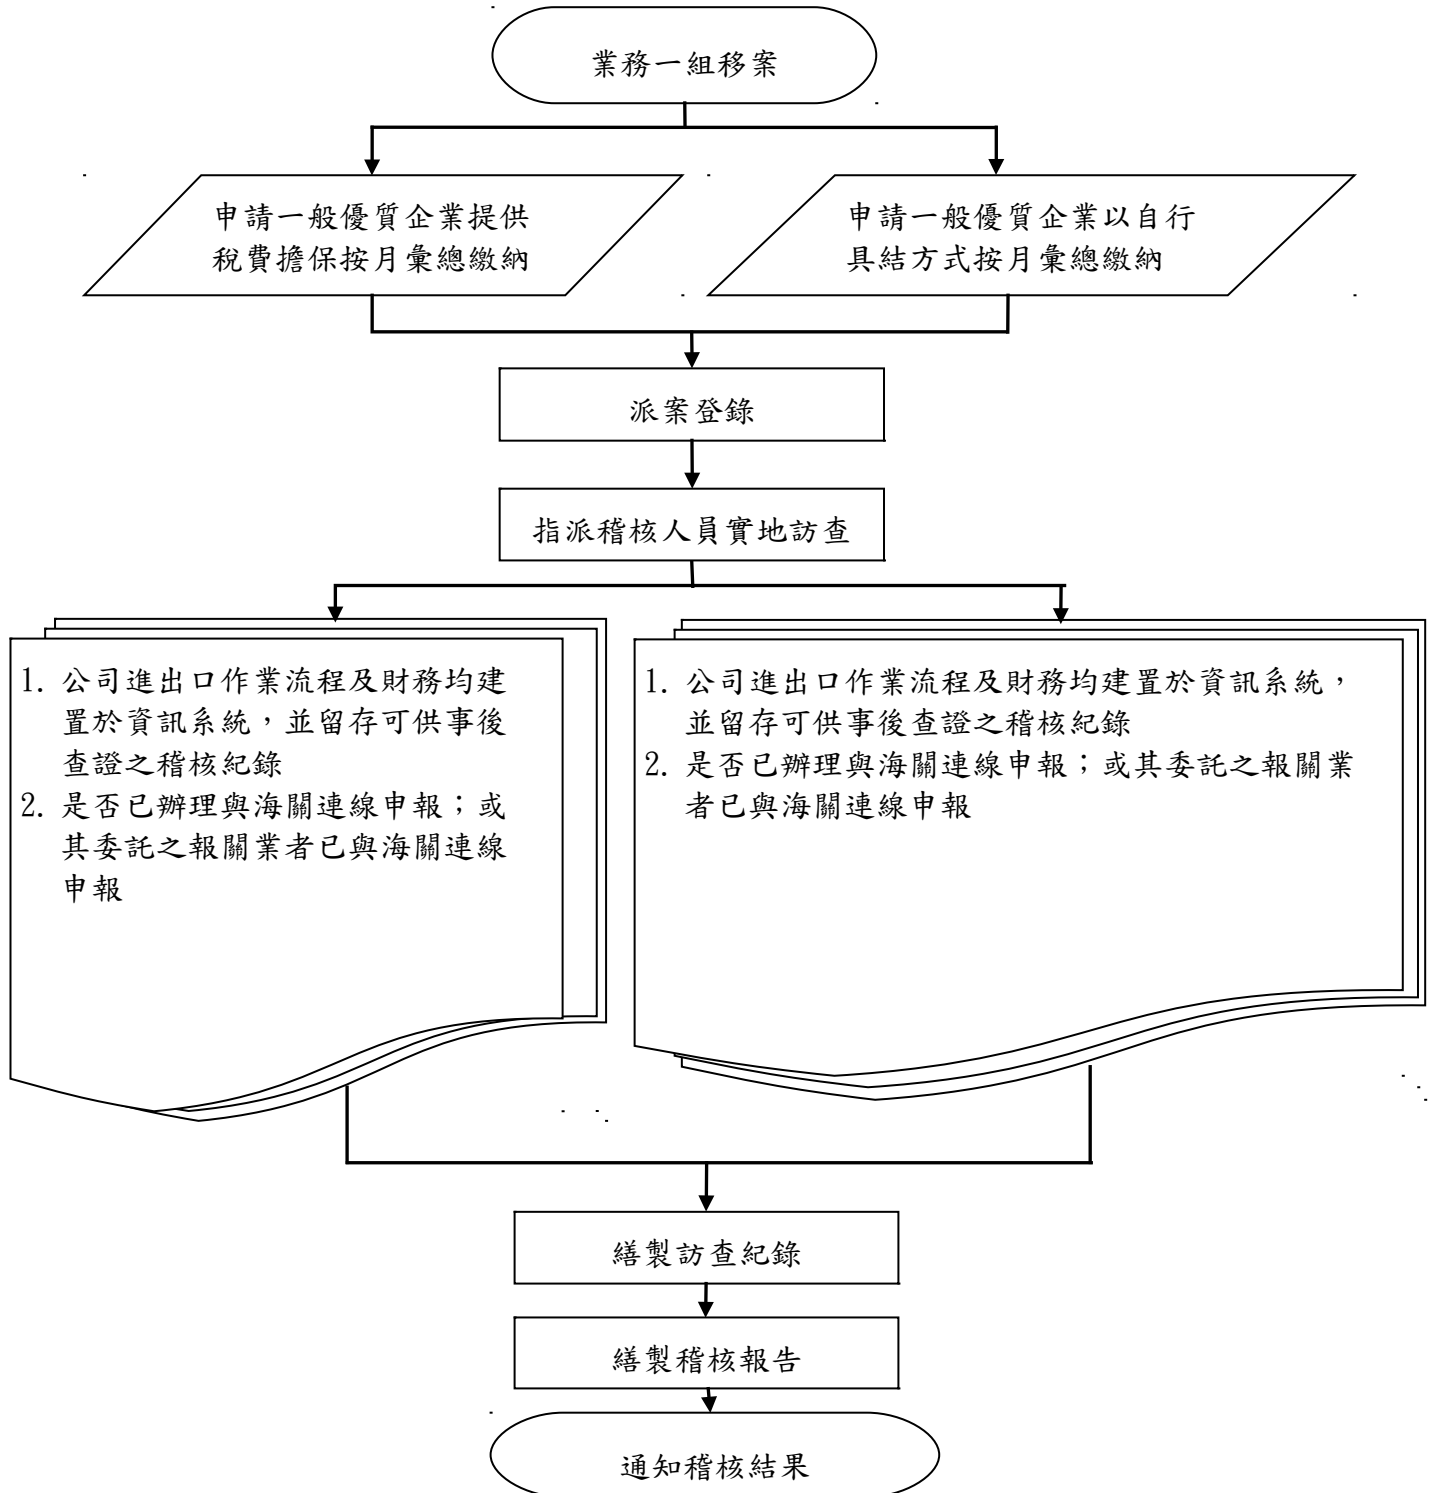 業務一組移案
申請一般優質企業提供
稅費擔保按月彙總繳納
申請一般優質企業以自行
具結方式按月彙總繳納
派案登錄
指派稽核人員實地訪查
1. 公司進出口作業流程及財務均建
置於資訊系統，並留存可供事後
查證之稽核紀錄
2. 是否已辦理與海關連線申報；或
其委託之報關業者已與海關連線
申報
1. 公司進出口作業流程及財務均建置於資訊系統，
並留存可供事後查證之稽核紀錄
2. 是否已辦理與海關連線申報；或其委託之報關業
者已與海關連線申報
繕製訪查紀錄
繕製稽核報告
通知稽核結果